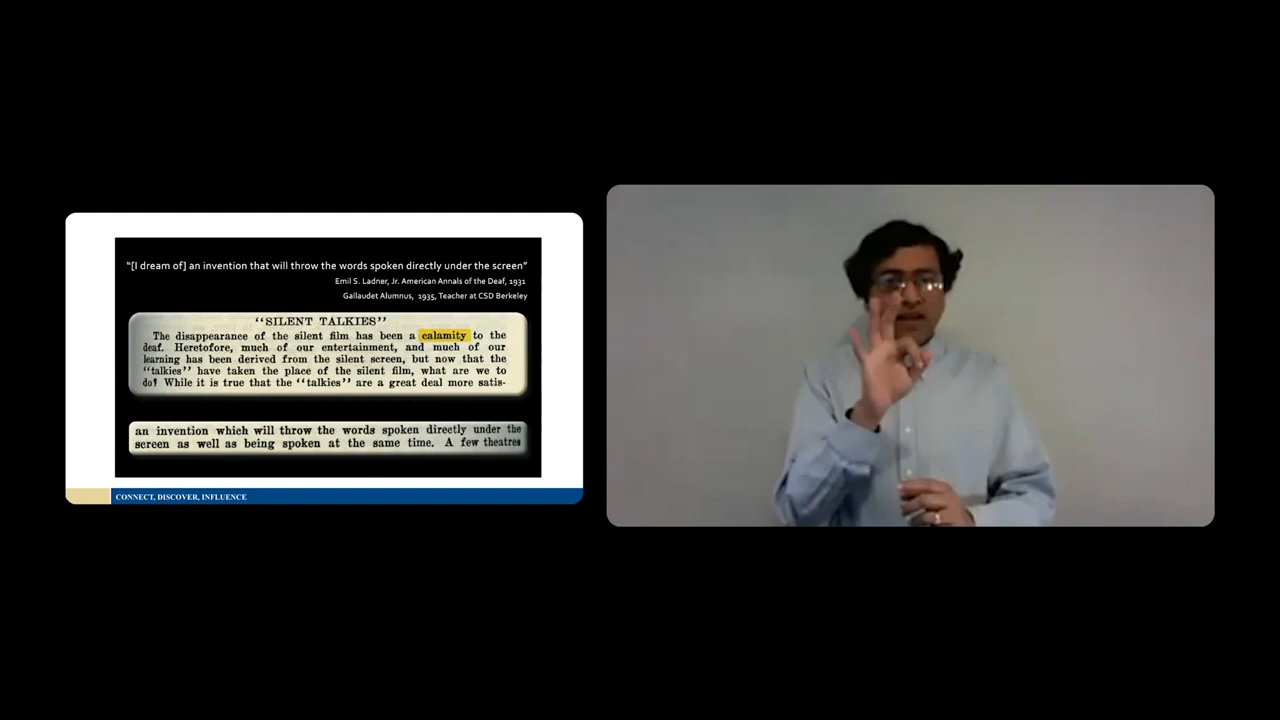 “[I dream of] an invention that will throw the words spoken directly under the screen”
Emil S. Ladner, Jr. American Annals of the Deaf, 1931
Gallaudet Alumnus, 1935, Teacher at CSD Berkeley
“SILENT TALKIES”
The disappearance of the silent film has been a calamity to the
deaf. Heretofore, much of our entertainment, and much of our
learning has been derived from the silent screen, but now that the
“talkies” have taken the place of the silent film, what are we to
do? While it is true that the “talkies” are a great deal more satis-
an invention which will throw the words spoken directly under the
screen as well as being spoken at the same time. A few theatres
CONNECT, DISCOVER, INFLUENCE